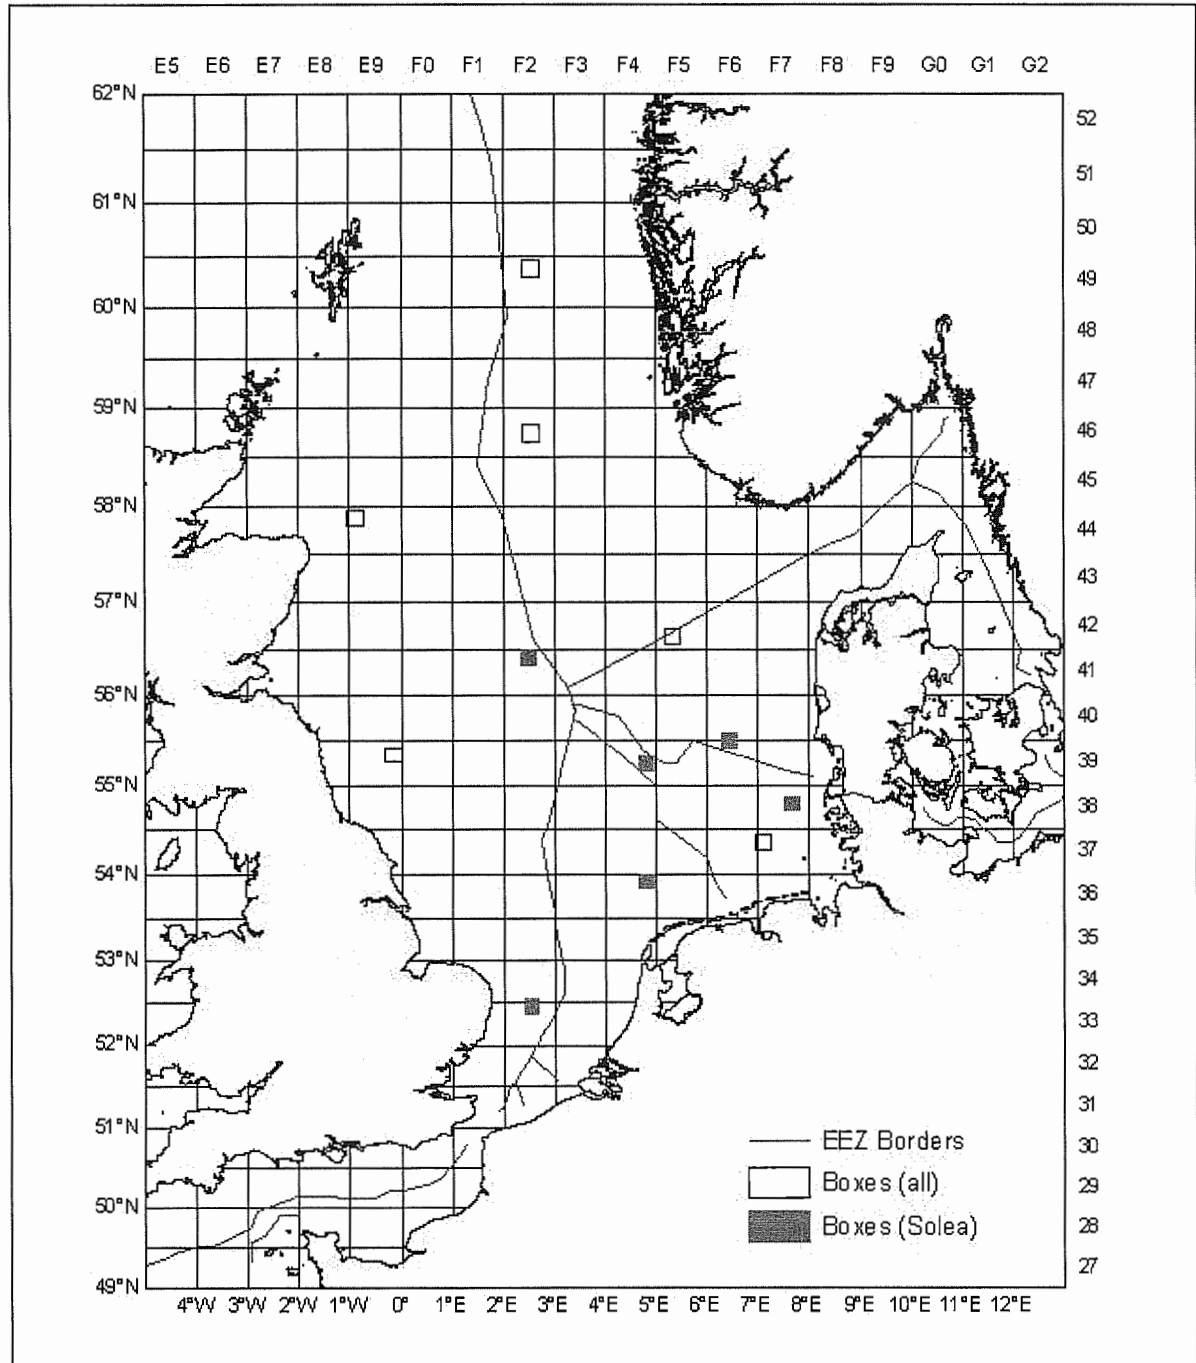 E5 E6 E7 E8 E9 F0 F1 F2 F3 F4 F5 F6 F7 F8 F9 G0 G1 G2
62°N
52
51
61°N
50
49
60°N
48
47
59°N
46
45
58°N
44
43
57°N
42
41
56°N
40
39
55°N
38
37
54°N
36
35
53°N
34
33
52°N
32
31
51°N
30
EEZ Borders
29
Boxes (all)
50°N
28
Boxes (Solea)
27
49°N
4°W 3°W 2°W 1°W 0° 1°E 2°E 3°E 4°E 5°E 6°E 7°E 8°E 9°E 10°E 11°E 12°E